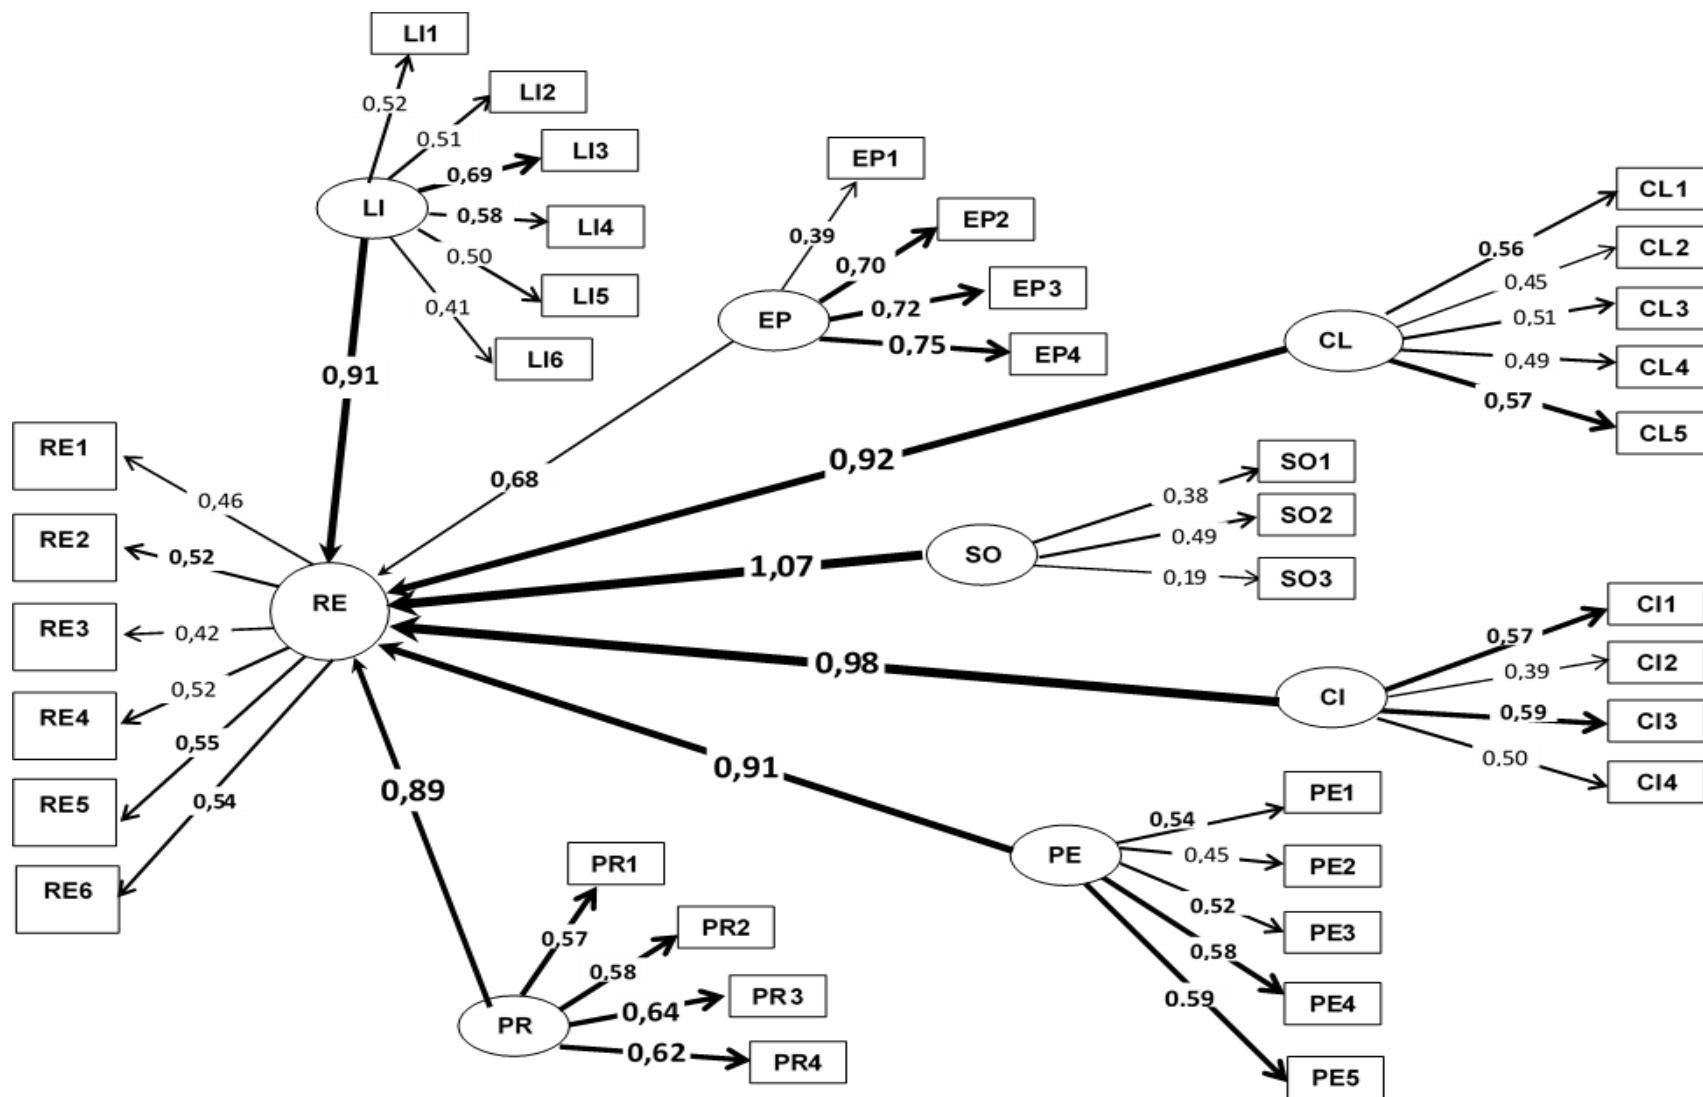 LI1
0,52
LI2
0,51
LI3
0,69
LI
0,58
LI4
0,50
LI5
0,41
LI6
0,91
EP1
0,39
EP2
0,70
EP
0,72
EP3
0,75
EP4
0,68
CL1
0,56
CL2
0,45
CL
0,51
CL3
0,49
CL4
0,57
CL5
0,92
RE1
0,46
RE2
0,52
RE
RE3
0,42
0,52
RE4
0,55
RE5
0,54
RE6
SO1
0,38
SO2
0,49
SO
0,19
SO3
1,07
CI1
0,57
CI2
0,39
CI
0,59
CI3
0,50
CI4
0,98
0,91
0,89
PE1
0,54
PE
0,45
PE2
0,52
PE3
0,58
PE4
0.59
PE5
PR1
0,57
PR2
0,58
PR
0,64
PR3
0,62
PR4